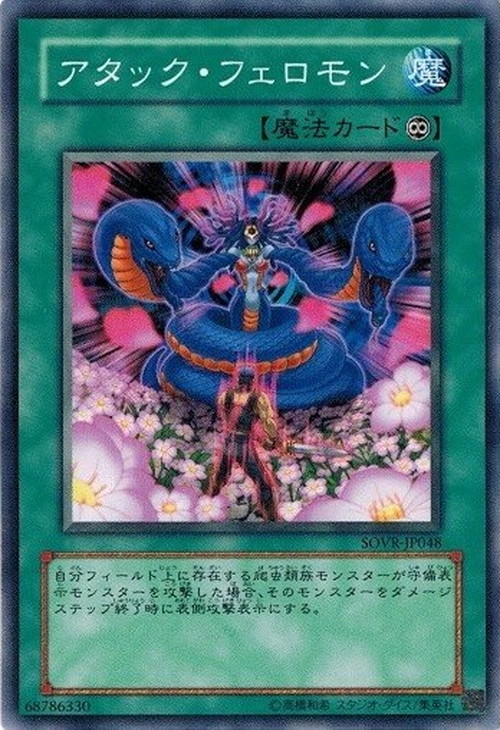 アタック・フェロモン 魔
【魔法カード】
SOVR-JP048
自分フィールド上に存在する爬虫類族モンスターが守備表
示モンスターを攻撃した場合、そのモンスターをダメージ
ステップ終了時に表側攻撃表示にする。
68786330 ©高橋和希 スタジオ・ダイス/集英社